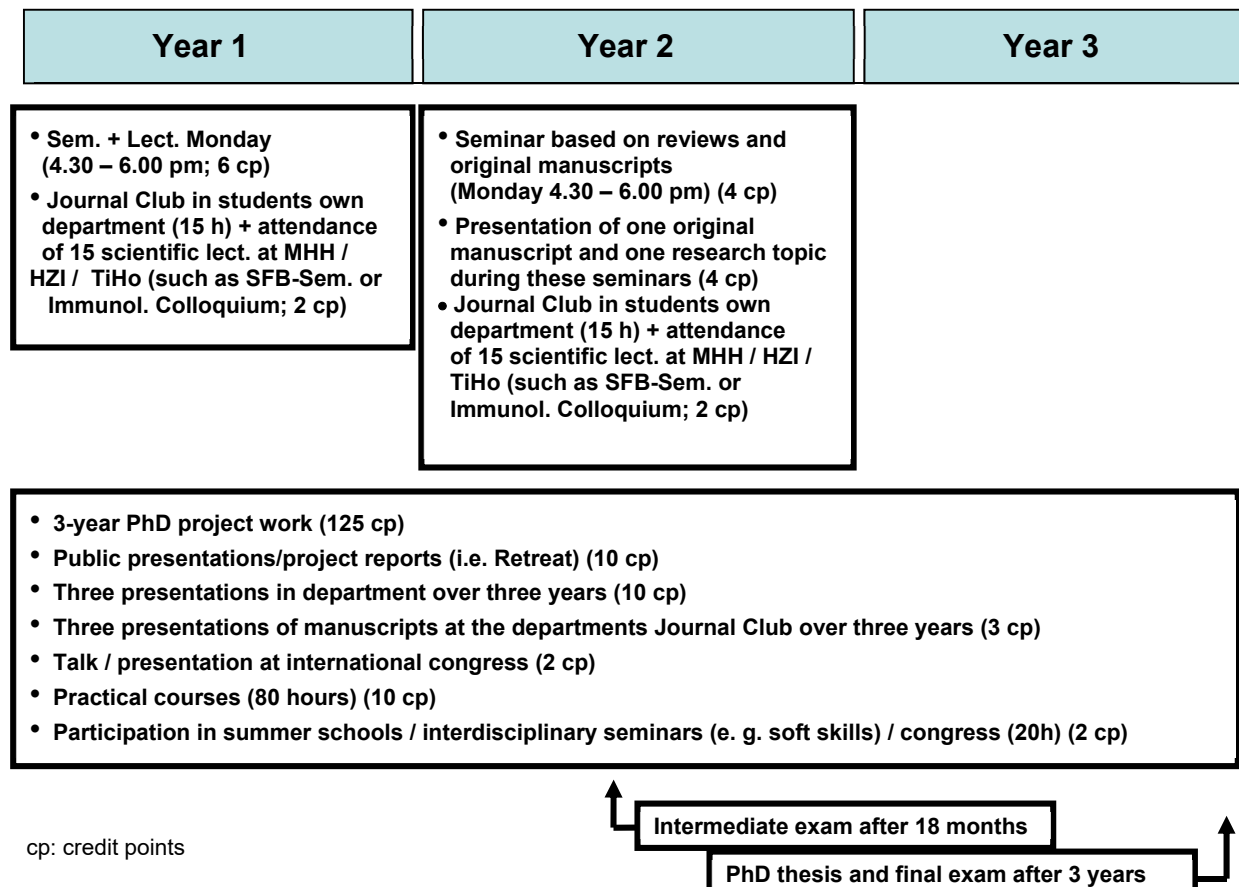 Year 1
Year 2
Year 3
• Sem. + Lect. Monday
(4.30 – 6.00 pm; 6 cp)
• Journal Club in students own
department (15 h) + attendance
of 15 scientific lect. at MHH /
HZI / TiHo (such as SFB-Sem. or
Immunol. Colloquium; 2 cp)
• Seminar based on reviews and
original manuscripts
(Monday 4.30 – 6.00 pm) (4 cp)
• Presentation of one original
manuscript and one research topic
during these seminars (4 cp)
• Journal Club in students own
department (15 h) + attendance
of 15 scientific lect. at MHH / HZI /
TiHo (such as SFB-Sem. or
Immunol. Colloquium; 2 cp)
• 3-year PhD project work (125 cp)
• Public presentations/project reports (i.e. Retreat) (10 cp)
• Three presentations in department over three years (10 cp)
• Three presentations of manuscripts at the departments Journal Club over three years (3 cp)
• Talk / presentation at international congress (2 cp)
• Practical courses (80 hours) (10 cp)
• Participation in summer schools / interdisciplinary seminars (e. g. soft skills) / congress (20h) (2 cp)
Intermediate exam after 18 months
cp: credit points
PhD thesis and final exam after 3 years